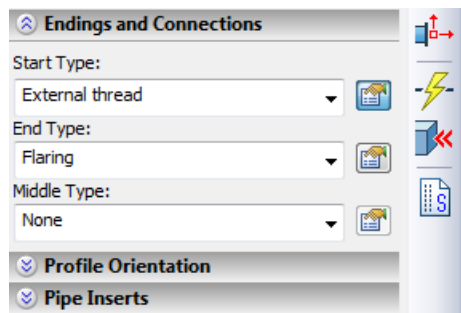 Endings and Connections
Start Type:
External thread
End Type:
Flaring
Middle Type:
None
Profile Orientation
Pipe Inserts
S